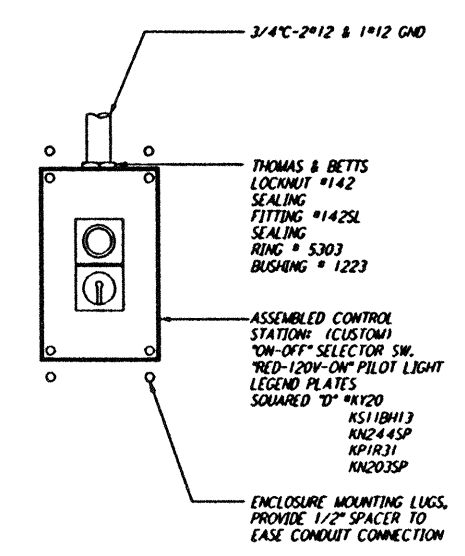 3/4"C-2#12 & 1#12 GND
THOMAS & BETTS
LOCKNUT #142
SEALING
FITTING #142SL
SEALING
RING # 5303
BUSHING # 1223
ASSEMBLED CONTROL
STATION: (CUSTOM)
"ON-OFF" SELECTOR SW.
"RED-120V-ON" PILOT LIGHT
LEGEND PLATES
SQUARED "D" #KY20
KS11BH13
KN244SP
KP1R31
KN203SP
ENCLOSURE MOUNTING LUGS.
PROVIDE 1/2" SPACER TO
EASE CONDUIT CONNECTION